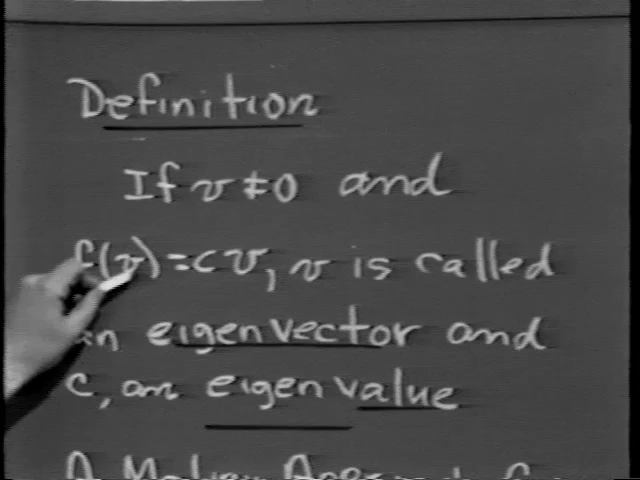 Definition
If v ≠ 0 and
f(v) = cv, v is called
an eigenvector and
c, an eigenvalue
A